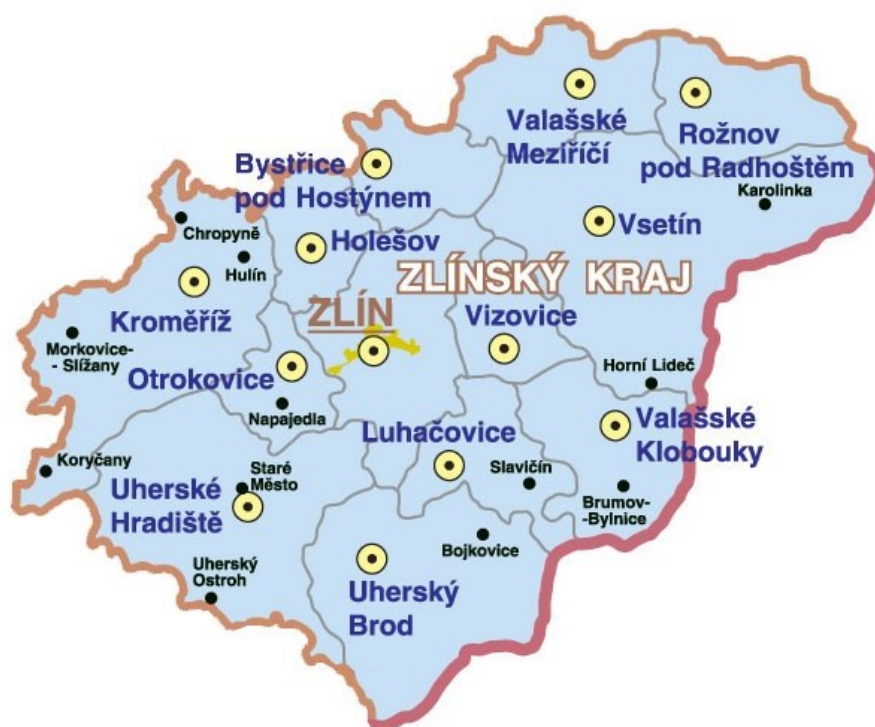 Valašské
Meziříčí
Rožnov
pod Radhoštěm
Karolinka
Bystřice
pod Hostýnem
Vsetín
Chropyně
Holešov
Hulín
ZLÍNSKÝ KRAJ
Kroměříž
ZLÍN
Vizovice
Morkovice-
- Slížany
Otrokovice
Horní Lideč
Napajedla
Valašské
Klobouky
Luhačovice
Koryčany
Staré
Město
Slavičín
Uherské
Hradiště
Brumov-
-Bylnice
Bojkovice
Uherský
Ostroh
Uherský
Brod